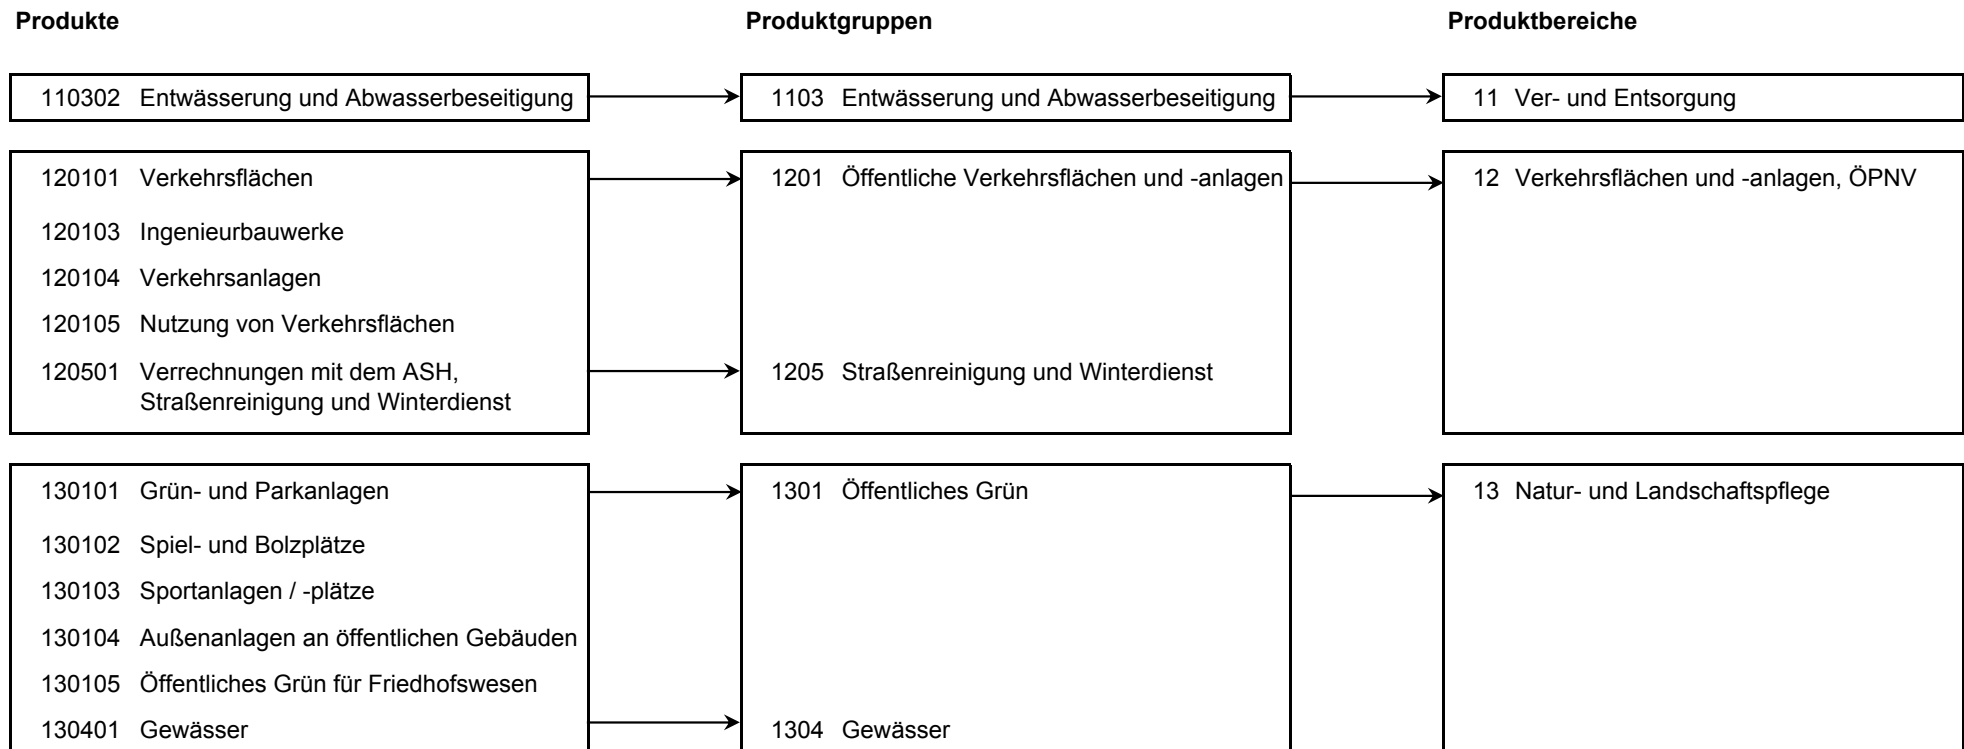 Produkte Produktgruppen Produktbereiche
110302 Entwässerung und Abwasserbeseitigung 1103 Entwässerung und Abwasserbeseitigung 11 Ver- und Entsorgung
120101 Verkehrsflächen 1201 Öffentliche Verkehrsflächen und -anlagen 12 Verkehrsflächen und -anlagen, ÖPNV
120103 Ingenieurbauwerke
120104 Verkehrsanlagen
120105 Nutzung von Verkehrsflächen
120501 Verrechnungen mit dem ASH, 1205 Straßenreinigung und Winterdienst
Straßenreinigung und Winterdienst
130101 Grün- und Parkanlagen 1301 Öffentliches Grün 13 Natur- und Landschaftspflege
130102 Spiel- und Bolzplätze
130103 Sportanlagen / -plätze
130104 Außenanlagen an öffentlichen Gebäuden
130105 Öffentliches Grün für Friedhofswesen
130401 Gewässer 1304 Gewässer